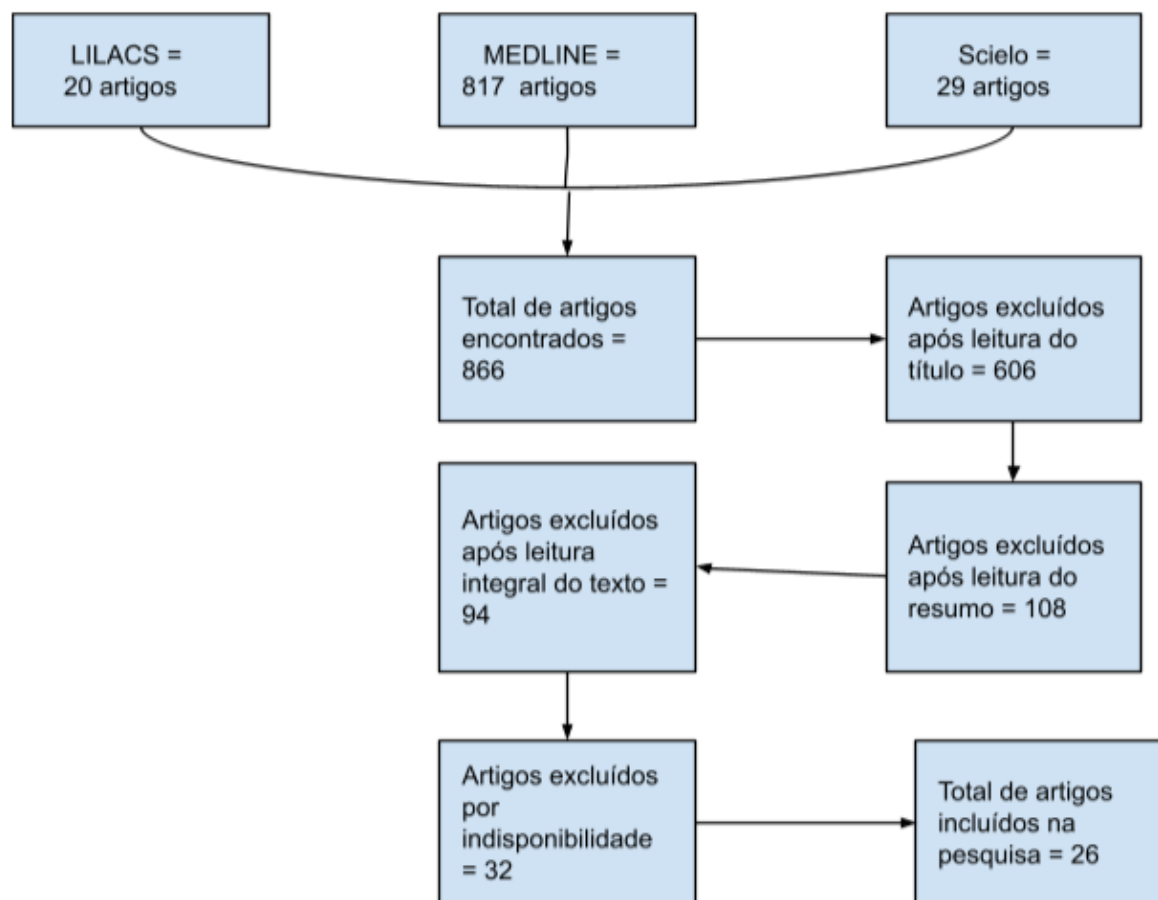 LILACS =
20 artigos
MEDLINE =
817 artigos
Scielo =
29 artigos
Total de artigos
encontrados =
866
Artigos excluídos
após leitura do
título = 606
Artigos excluídos
após leitura
integral do texto =
94
Artigos excluídos
após leitura do
resumo = 108
Artigos excluídos
por
indisponibilidade
= 32
Total de artigos
incluídos na
pesquisa = 26